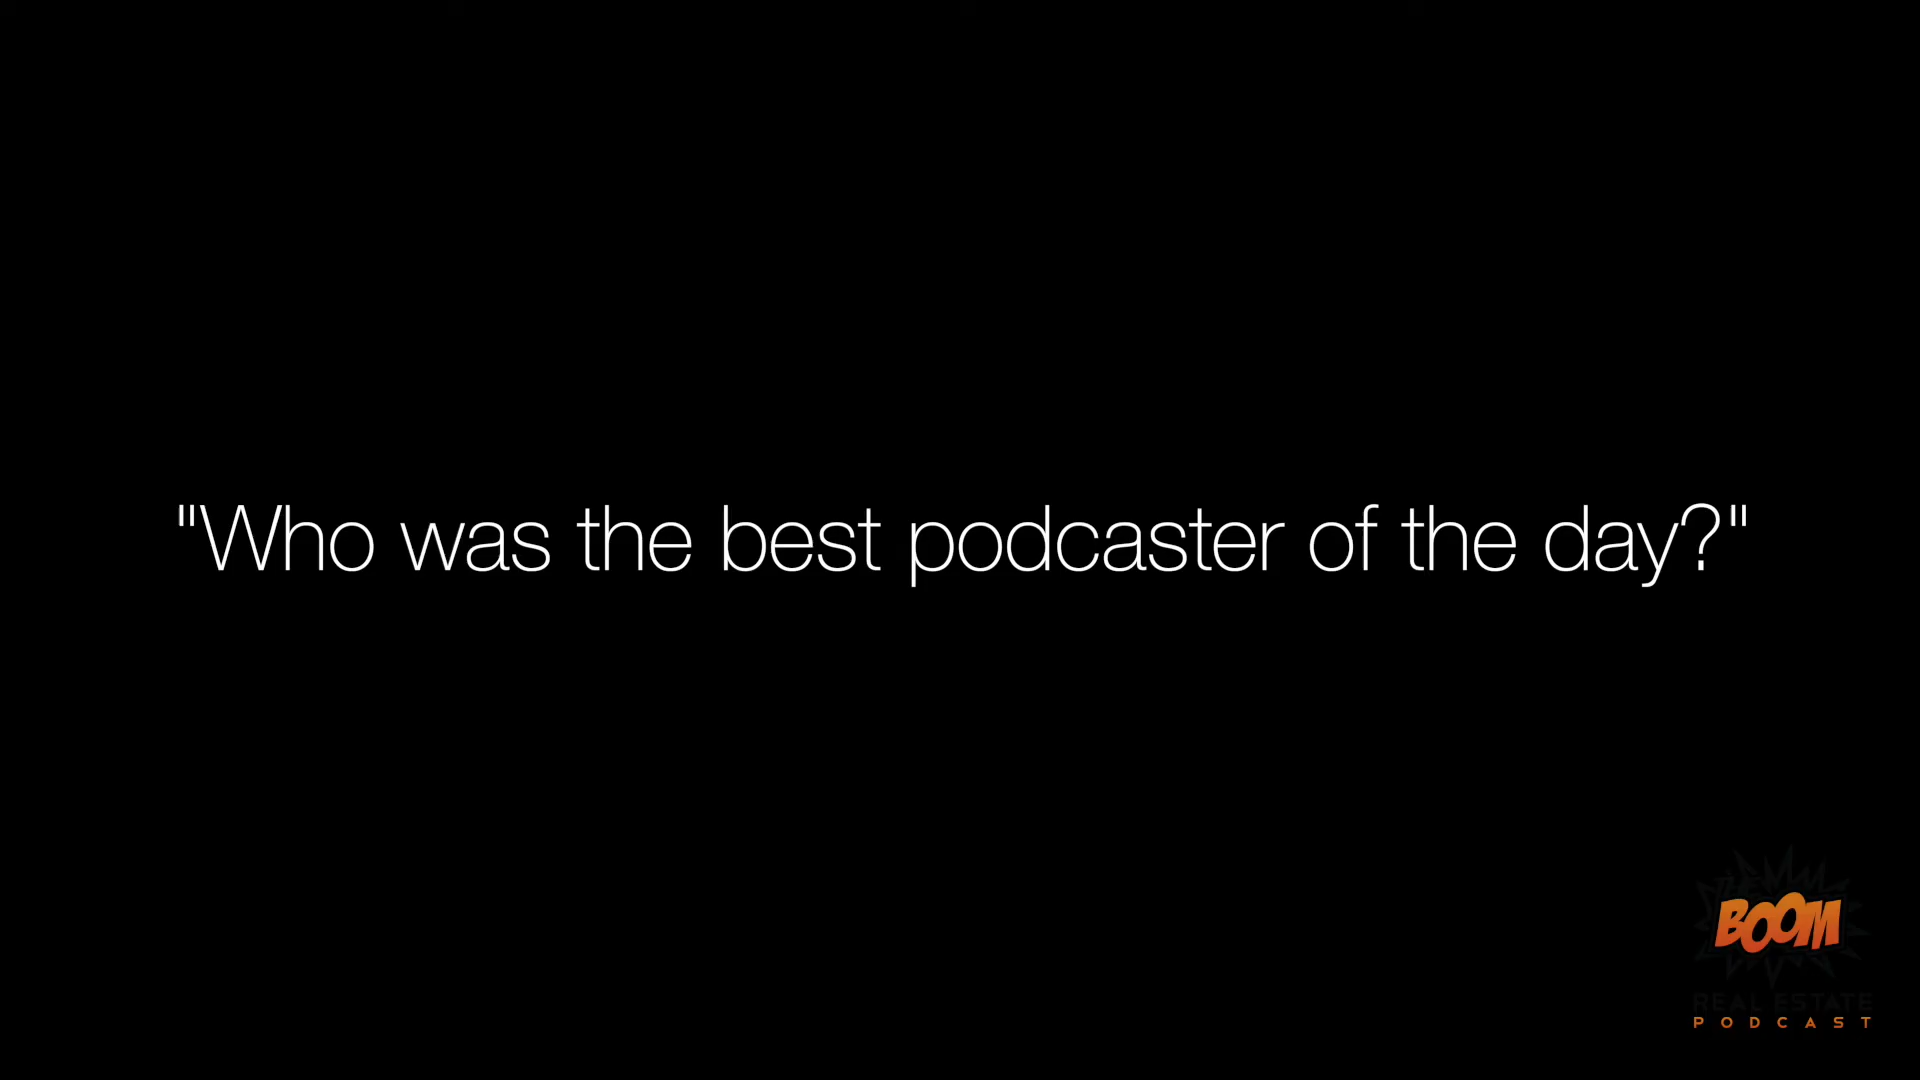 "Who was the best podcaster of the day?"
BOOM
REAL ESTATE
PODCAST